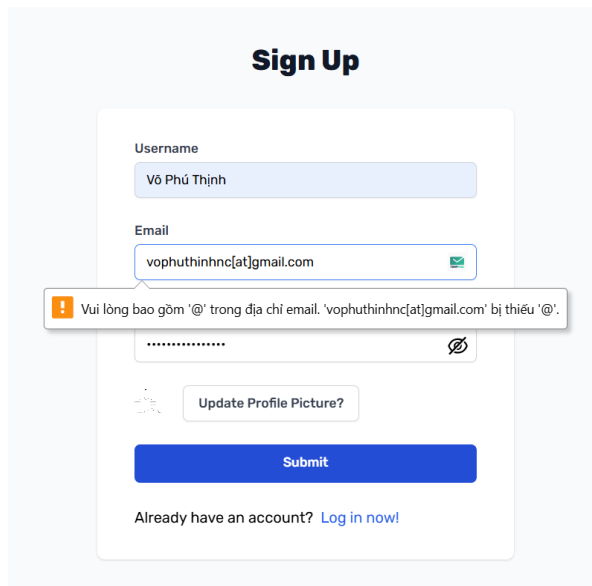 Sign Up
Username
Võ Phú Thịnh
Email
vophuthinhnc[at]gmail.com
! Vui lòng bao gồm '@' trong địa chỉ email. 'vophuthinhnc[at]gmail.com' bị thiếu '@'.
••••••••••••••••
Update Profile Picture?
Submit
Already have an account? Log in now!